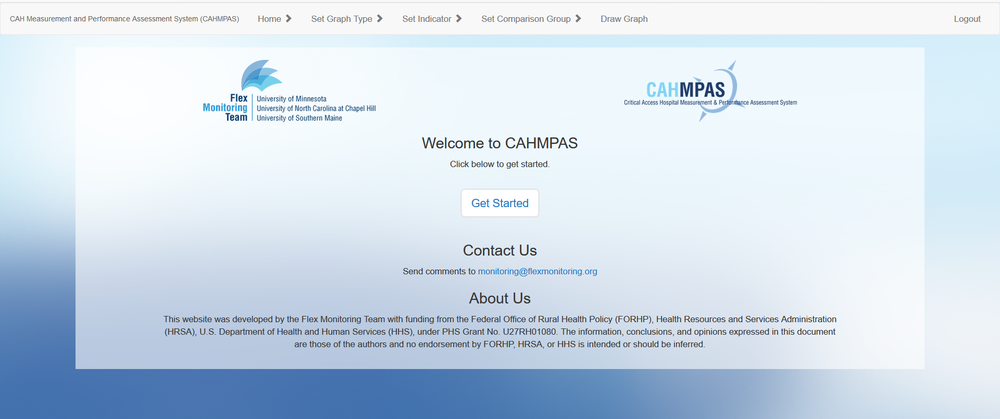 CAH Measurement and Performance Assessment System (CAHMPAS) Home Set Graph Type Set Indicator Set Comparison Group Draw Graph Logout
Flex Monitoring Team
University of Minnesota
University of North Carolina at Chapel Hill
University of Southern Maine
CAHMPAS
Critical Access Hospital Measurement & Performance Assessment System
Welcome to CAHMPAS
Click below to get started.
Get Started
Contact Us
Send comments to monitoring@flexmonitoring.org
About Us
This website was developed by the Flex Monitoring Team with funding from the Federal Office of Rural Health Policy (FORHP), Health Resources and Services Administration
(HRSA), U.S. Department of Health and Human Services (HHS), under PHS Grant No. U27RH01080. The information, conclusions, and opinions expressed in this document
are those of the authors and no endorsement by FORHP, HRSA, or HHS is intended or should be inferred.